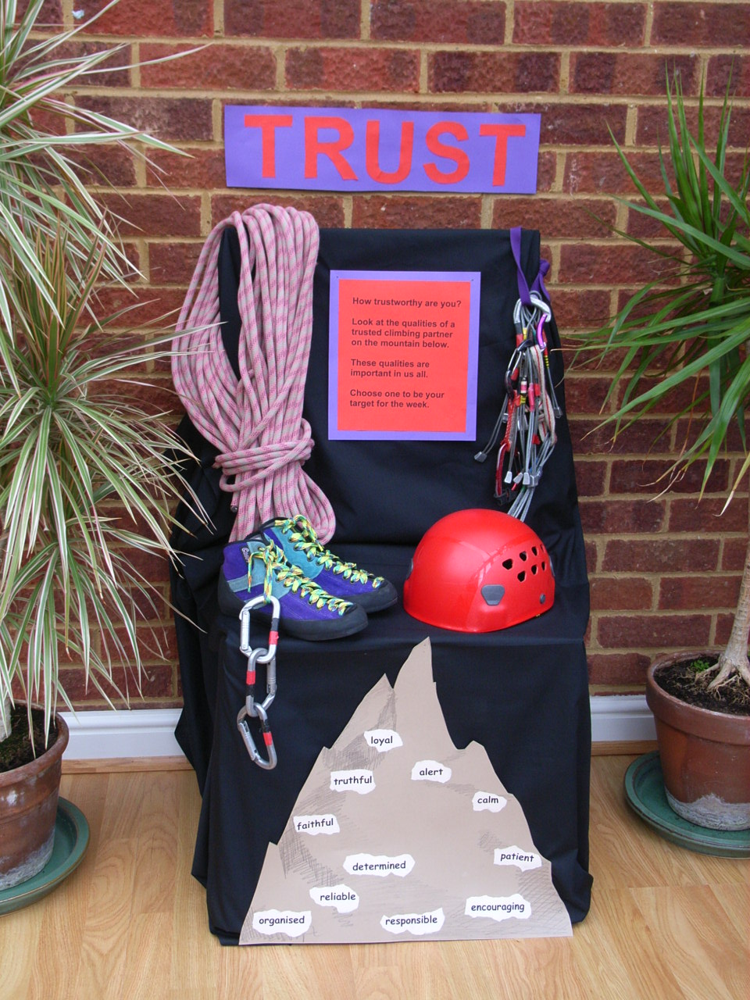 TRUST
How trustworthy are you?
Look at the qualities of a
trusted climbing partner
on the mountain below.
These qualities are
important in us all.
Choose one to be your
target for the week.
loyal
alert
truthful
calm
faithful
patient
determined
reliable
encouraging
organised
responsible